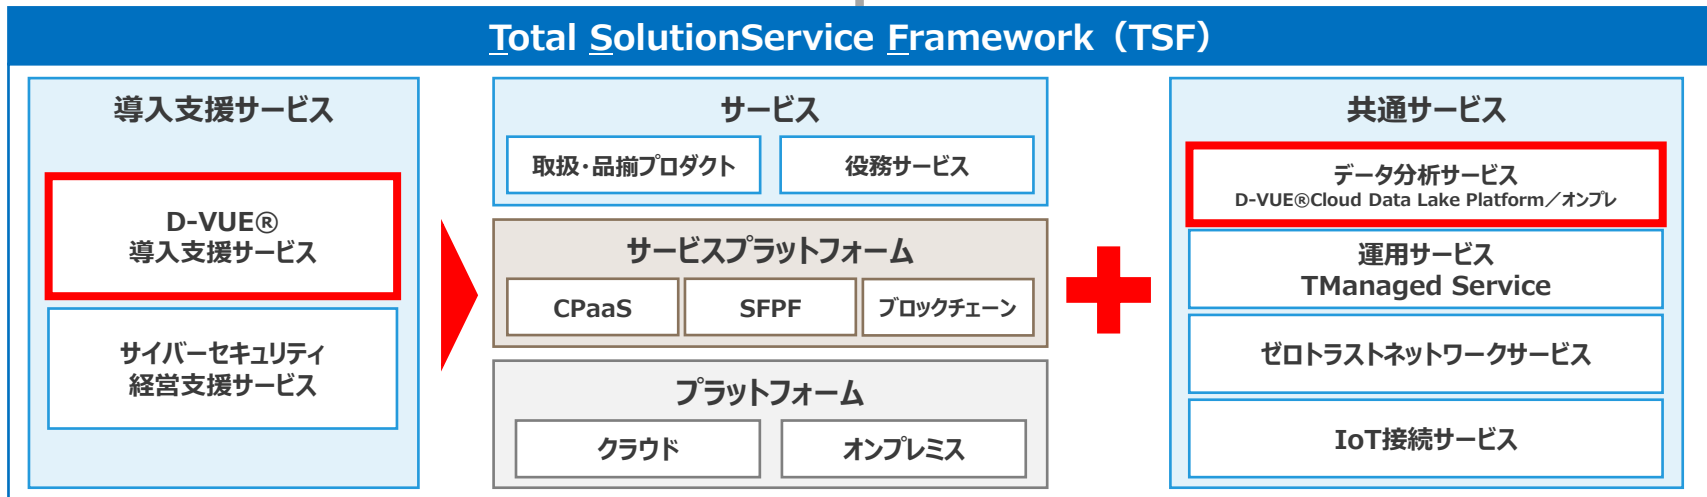 Total SolutionService Framework（TSF）
導入支援サービス
D-VUE®
導入支援サービス
サイバーセキュリティ
経営支援サービス
サービス
取扱・品揃プロダクト
役務サービス
サービスプラットフォーム
CPaaS
SFPF
ブロックチェーン
プラットフォーム
クラウド
オンプレミス
共通サービス
データ分析サービス
D-VUE®Cloud Data Lake Platform／オンプレ
運用サービス
TManaged Service
ゼロトラストネットワークサービス
IoT接続サービス